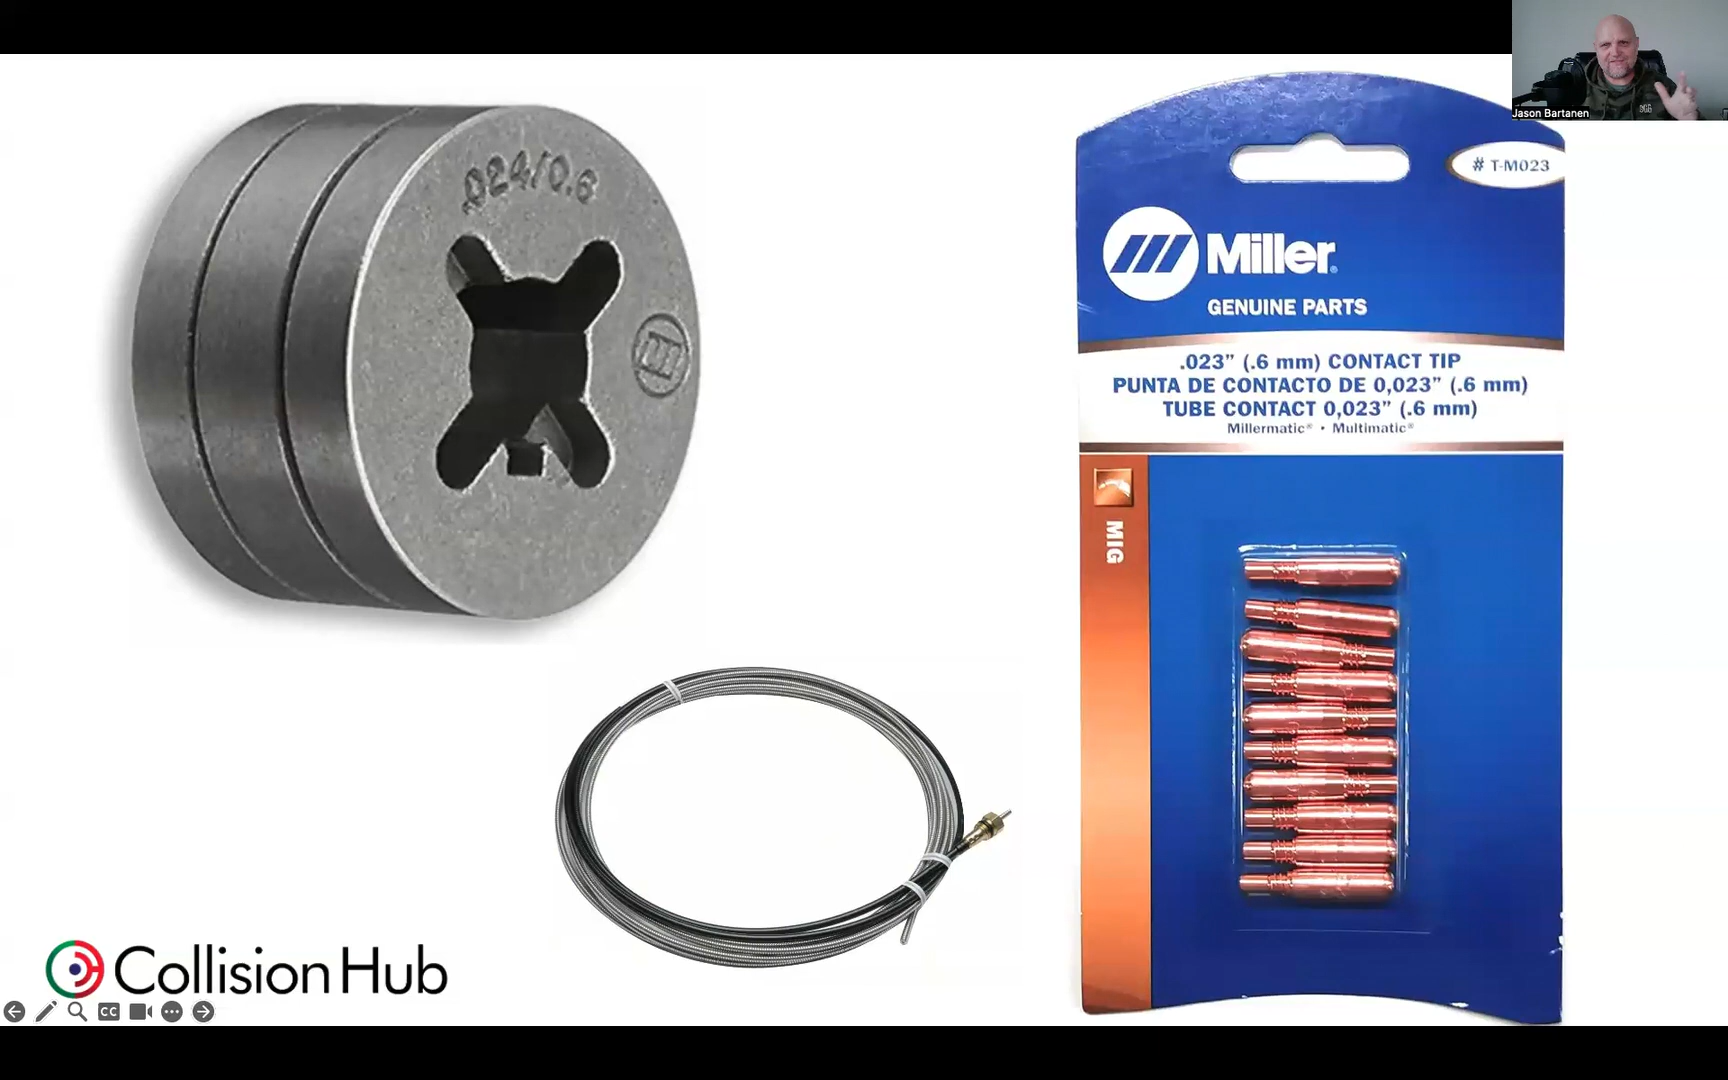 Jason Bartanen
.024/0.6
# T-M023
Miller
GENUINE PARTS
.023" (.6 mm) CONTACT TIP
PUNTA DE CONTACTO DE 0,023" (.6 mm)
TUBE CONTACT 0,023" (.6 mm)
Millermatic® • Multimatic®
MIG
Collision Hub
CC